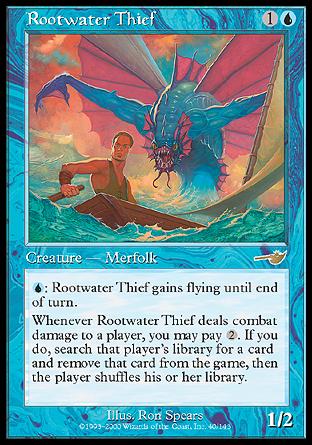 Rootwater Thief 1
Creature — Merfolk
: Rootwater Thief gains flying until end
of turn.
Whenever Rootwater Thief deals combat
damage to a player, you may pay 2. If you
do, search that player's library for a card
and remove that card from the game, then
the player shuffles his or her library.
Illus. Ron Spears
©1993-2000 Wizards of the Coast, Inc. 40/143
1/2